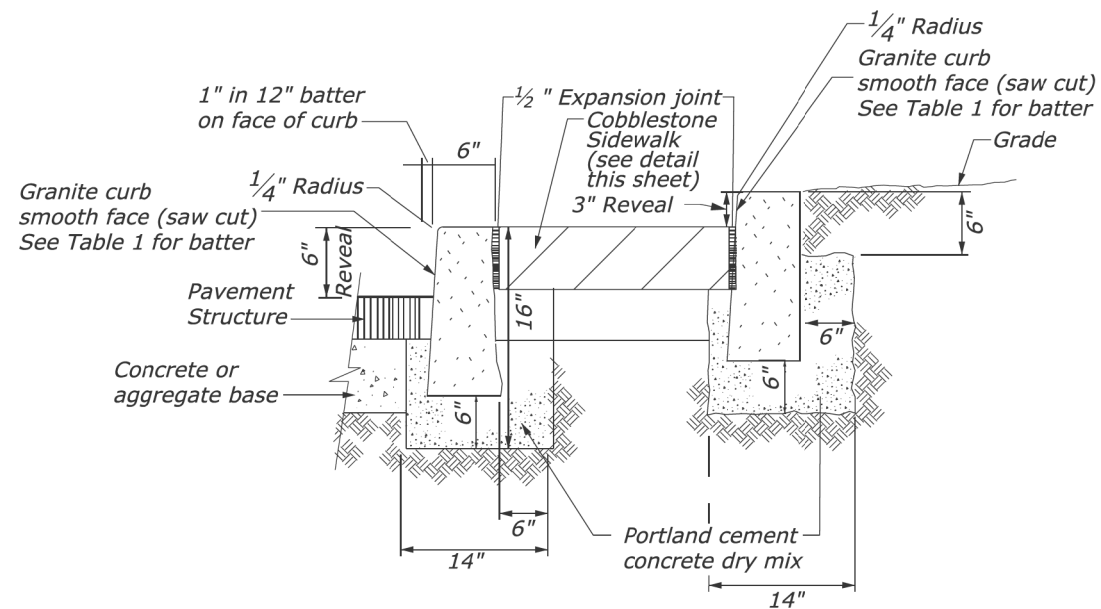 1/4" Radius
Granite curb
smooth face (saw cut)
See Table 1 for batter
Grade
1" in 12" batter
on face of curb
1/2 " Expansion joint
Cobblestone
Sidewalk
(see detail
this sheet)
3" Reveal
6"
1/4" Radius
Granite curb
smooth face (saw cut)
See Table 1 for batter
6"
Reveal
6"
Pavement
Structure
16"
6"
Concrete or
aggregate base
6"
6"
6"
14"
Portland cement
concrete dry mix
14"